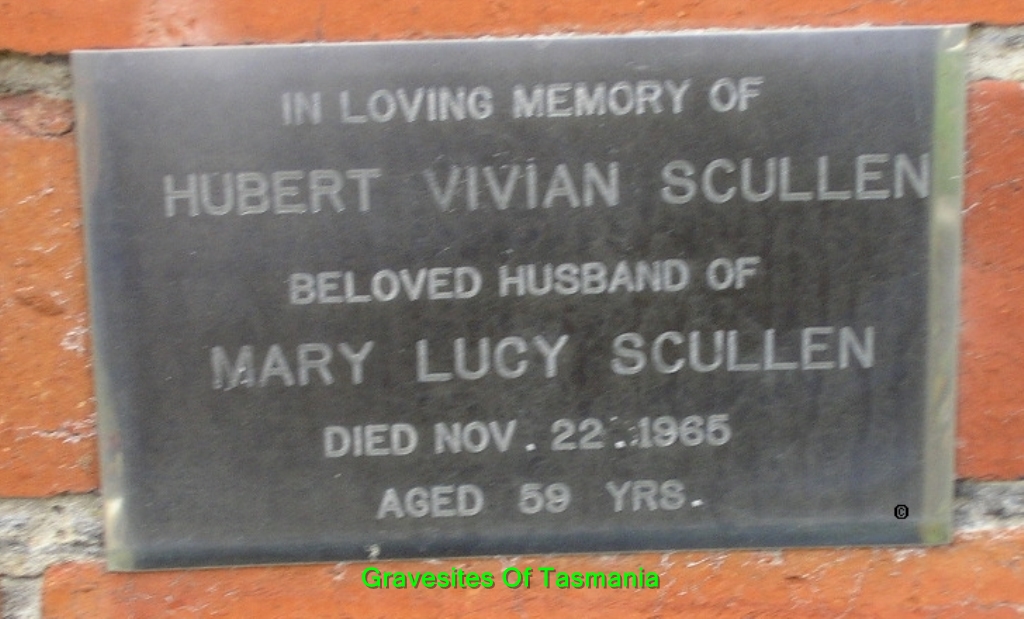 IN LOVING MEMORY OF
HUBERT VIVIAN SCULLEN
BELOVED HUSBAND OF
MARY LUCY SCULLEN
DIED NOV. 22.1965
AGED 59 YRS.
©
Gravesites Of Tasmania